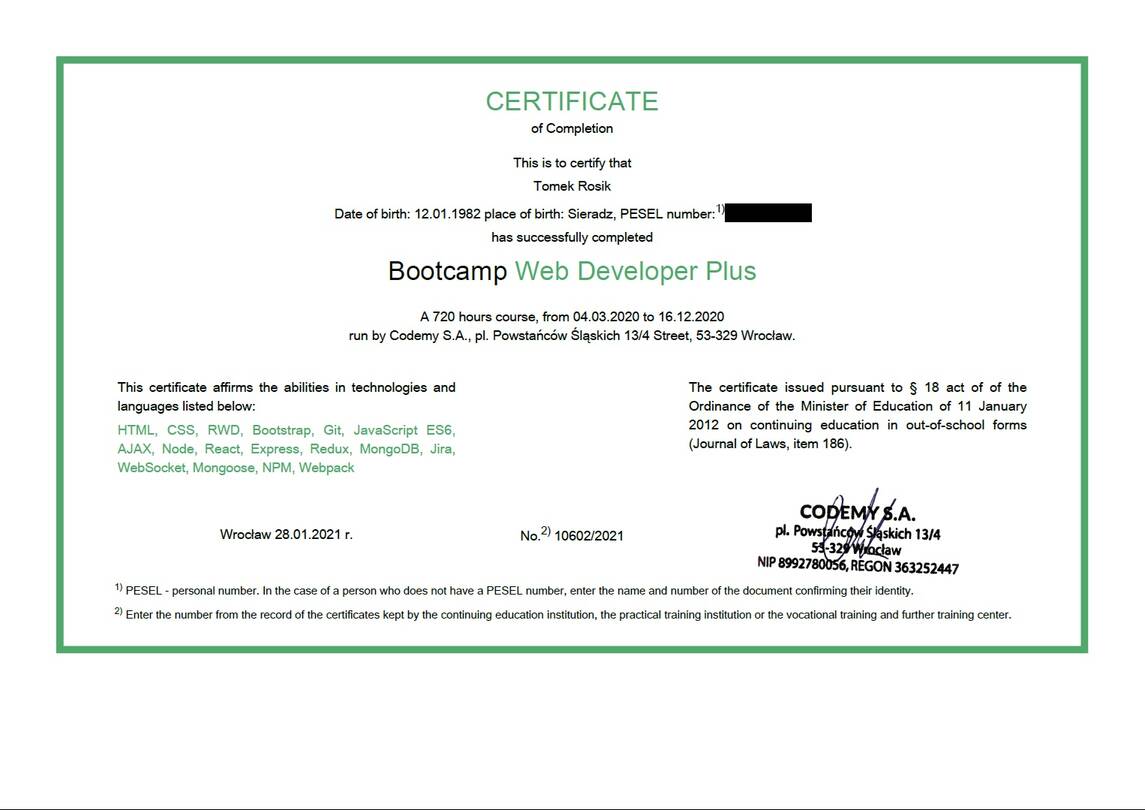 CERTIFICATE
of Completion
This is to certify that
Tomek Rosik
Date of birth: 12.01.1982 place of birth: Sieradz, PESEL number:1)
has successfully completed
Bootcamp Web Developer Plus
A 720 hours course, from 04.03.2020 to 16.12.2020
run by Codemy S.A., pl. Powstańców Śląskich 13/4 Street, 53-329 Wrocław.
This certificate affirms the abilities in technologies and
languages listed below:
HTML, CSS, RWD, Bootstrap, Git, JavaScript ES6,
AJAX, Node, React, Express, Redux, MongoDB, Jira,
WebSocket, Mongoose, NPM, Webpack
The certificate issued pursuant to § 18 act of of the
Ordinance of the Minister of Education of 11 January
2012 on continuing education in out-of-school forms
(Journal of Laws, item 186).
Wrocław 28.01.2021 r.
No.2) 10602/2021
CODEMY S.A.
pl. Powstańców Śląskich 13/4
53-329 Wrocław
NIP 8992780056, REGON 363252447
1) PESEL - personal number. In the case of a person who does not have a PESEL number, enter the name and number of the document confirming their identity.
2) Enter the number from the record of the certificates kept by the continuing education institution, the practical training institution or the vocational training and further training center.